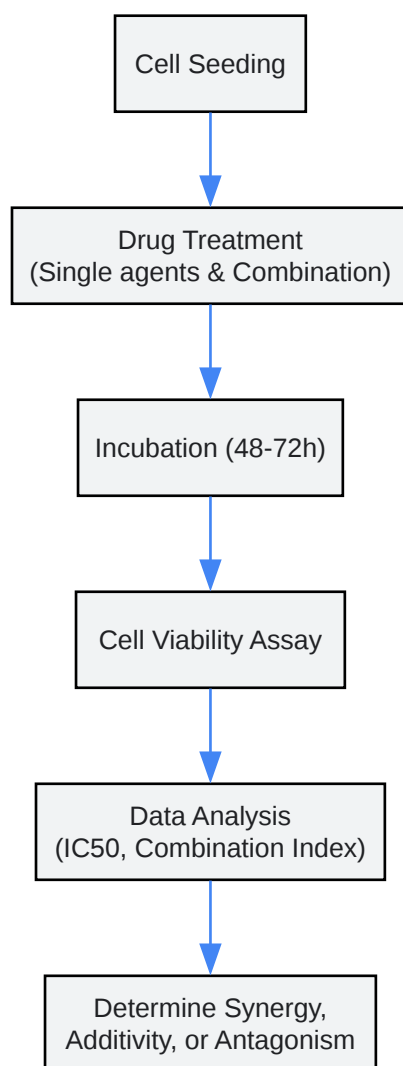 Cell Seeding
Drug Treatment
(Single agents & Combination)
Incubation (48-72h)
Cell Viability Assay
Data Analysis
(IC50, Combination Index)
Determine Synergy,
Additivity, or Antagonism